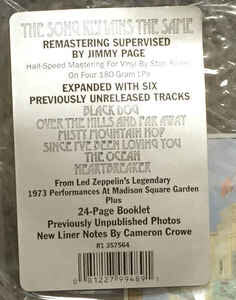 THE SONG REMAINS THE SAME
REMASTERING SUPERVISED
BY JIMMY PAGE
Half-Speed Mastering For Vinyl By Stan Ricker
On Four 180 Gram LPs
EXPANDED WITH SIX
PREVIOUSLY UNRELEASED TRACKS
BLACK DOG
OVER THE HILLS AND FAR AWAY
MISTY MOUNTAIN HOP
SINCE I'VE BEEN LOVING YOU
THE OCEAN
HEARTBREAKER
From Led Zeppelin's Legendary
1973 Performances At Madison Square Garden
Plus
24-Page Booklet
Previously Unpublished Photos
New Liner Notes By Cameron Crowe
R1 357564
0 81227 99489